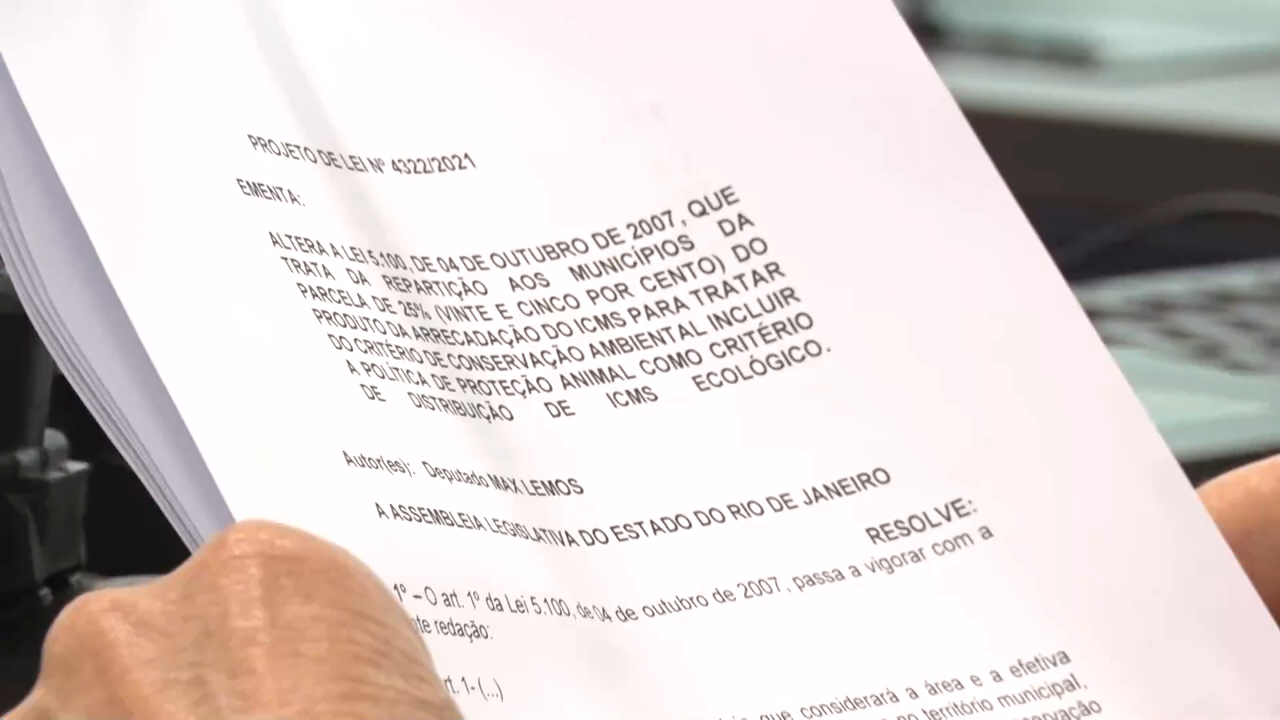 PROJETO DE LEI Nº 4322/2021
EMENTA:
ALTERA A LEI 5.100, DE 04 DE OUTUBRO DE 2007, QUE
TRATA DA REPARTIÇÃO AOS MUNICÍPIOS DA
PARCELA DE 25% (VINTE E CINCO POR CENTO) DO
PRODUTO DA ARRECADAÇÃO DO ICMS PARA TRATAR
DO CRITÉRIO DE CONSERVAÇÃO AMBIENTAL INCLUIR
A POLÍTICA DE PROTEÇÃO ANIMAL COMO CRITÉRIO
DE DISTRIBUIÇÃO DE ICMS ECOLÓGICO.
Autor(es): Deputado MAX LEMOS
A ASSEMBLEIA LEGISLATIVA DO ESTADO DO RIO DE JANEIRO
RESOLVE:
1º – O art. 1º da Lei 5.100, de 04 de outubro de 2007, passa a vigorar com a
redação:
1- (...)
que considerará a área e a efetiva
no território municipal,